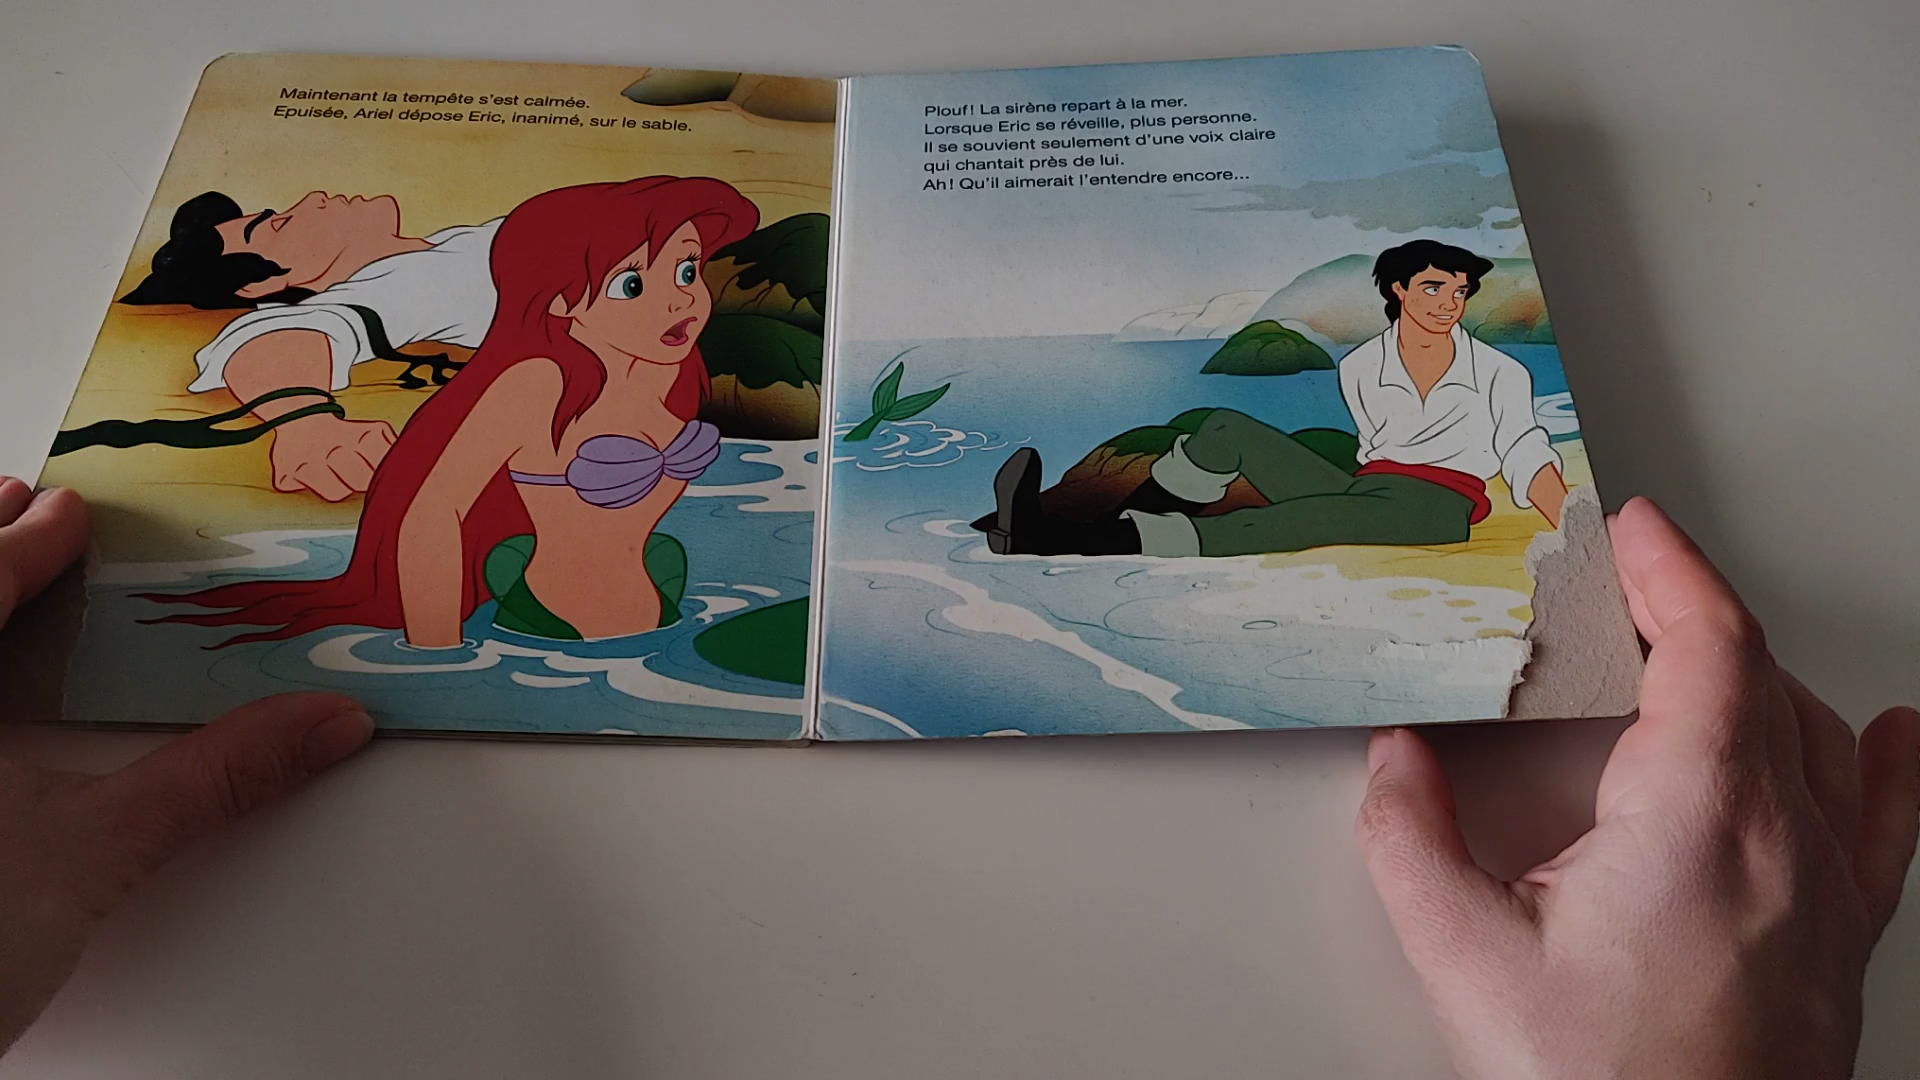 Maintenant la tempête s'est calmée.
Epuisée, Ariel dépose Eric, inanimé, sur le sable.
Plouf! La sirène repart à la mer.
Lorsque Eric se réveille, plus personne.
Il se souvient seulement d'une voix claire
qui chantait près de lui.
Ah! Qu'il aimerait l'entendre encore...